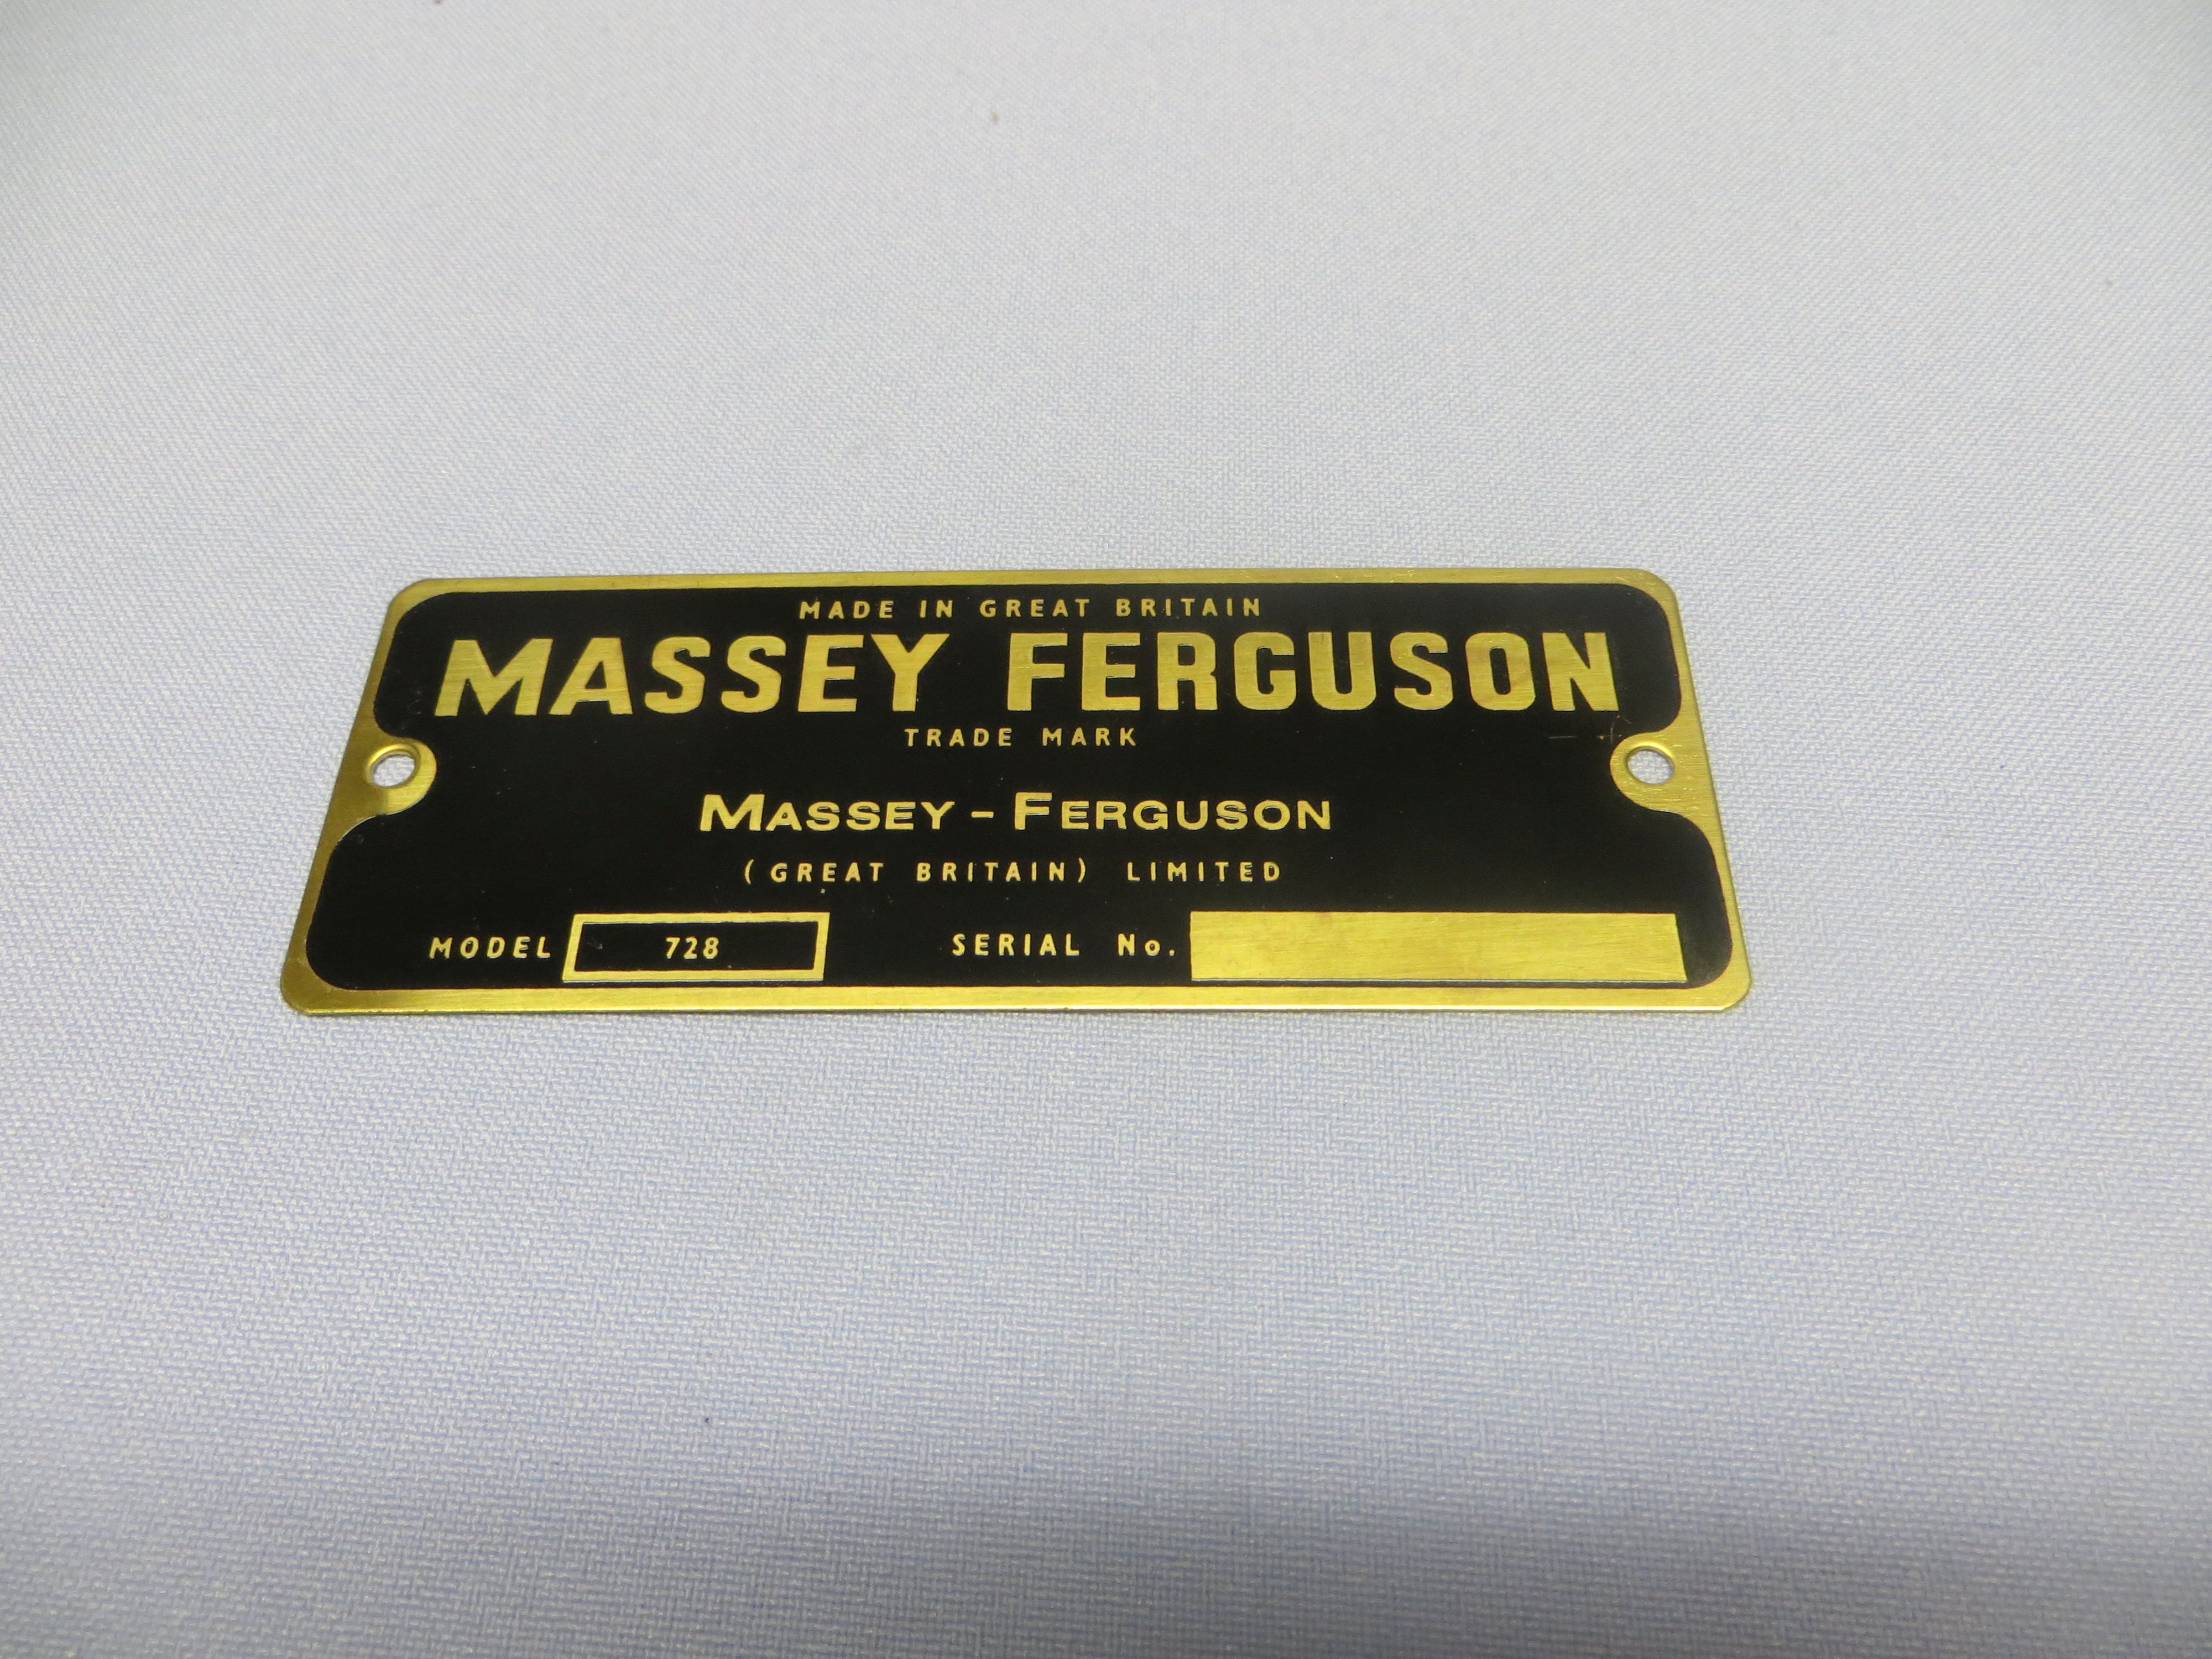 MADE IN GREAT BRITAIN
MASSEY FERGUSON
TRADE MARK
MASSEY-FERGUSON
(GREAT BRITAIN) LIMITED
MODEL 728 SERIAL No.